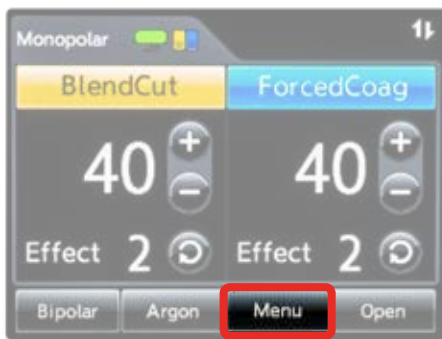 Monopolar
BlendCut ForcedCoag
40 + 40 +
− −
Effect 2 Effect 2
Bipolar Argon Menu Open